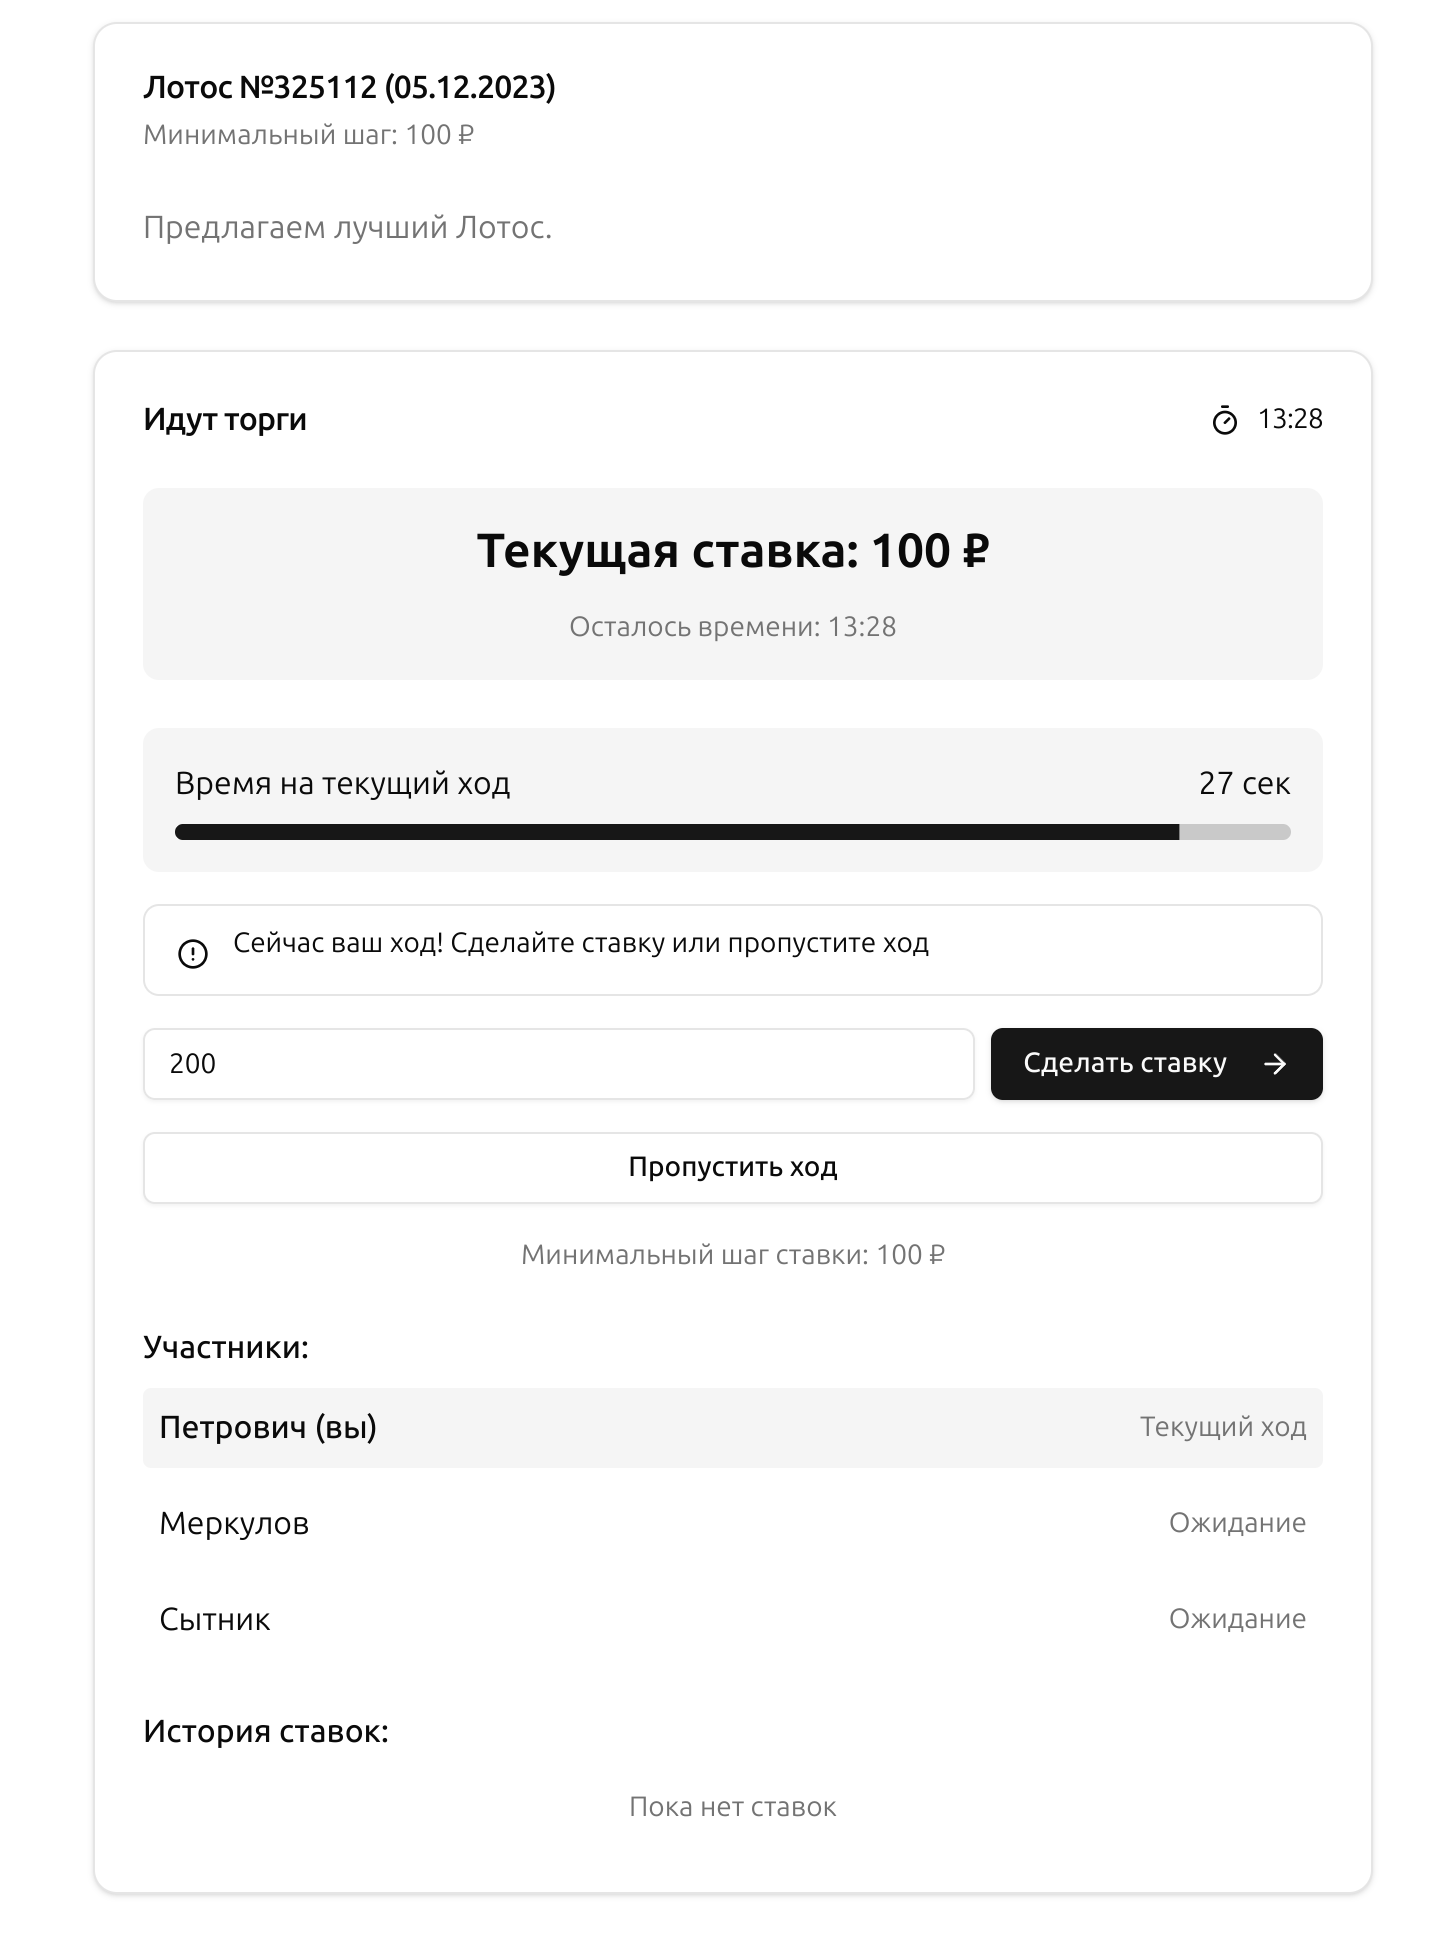 Лотос №325112 (05.12.2023)
Минимальный шаг: 100 ₽
Предлагаем лучший Лотос.
Идут торги
13:28
Текущая ставка: 100 ₽
Осталось времени: 13:28
Время на текущий ход
27 сек
Сейчас ваш ход! Сделайте ставку или пропустите ход
200
Сделать ставку →
Пропустить ход
Минимальный шаг ставки: 100 ₽
Участники:
Петрович (вы)
Текущий ход
Меркулов
Ожидание
Сытник
Ожидание
История ставок:
Пока нет ставок